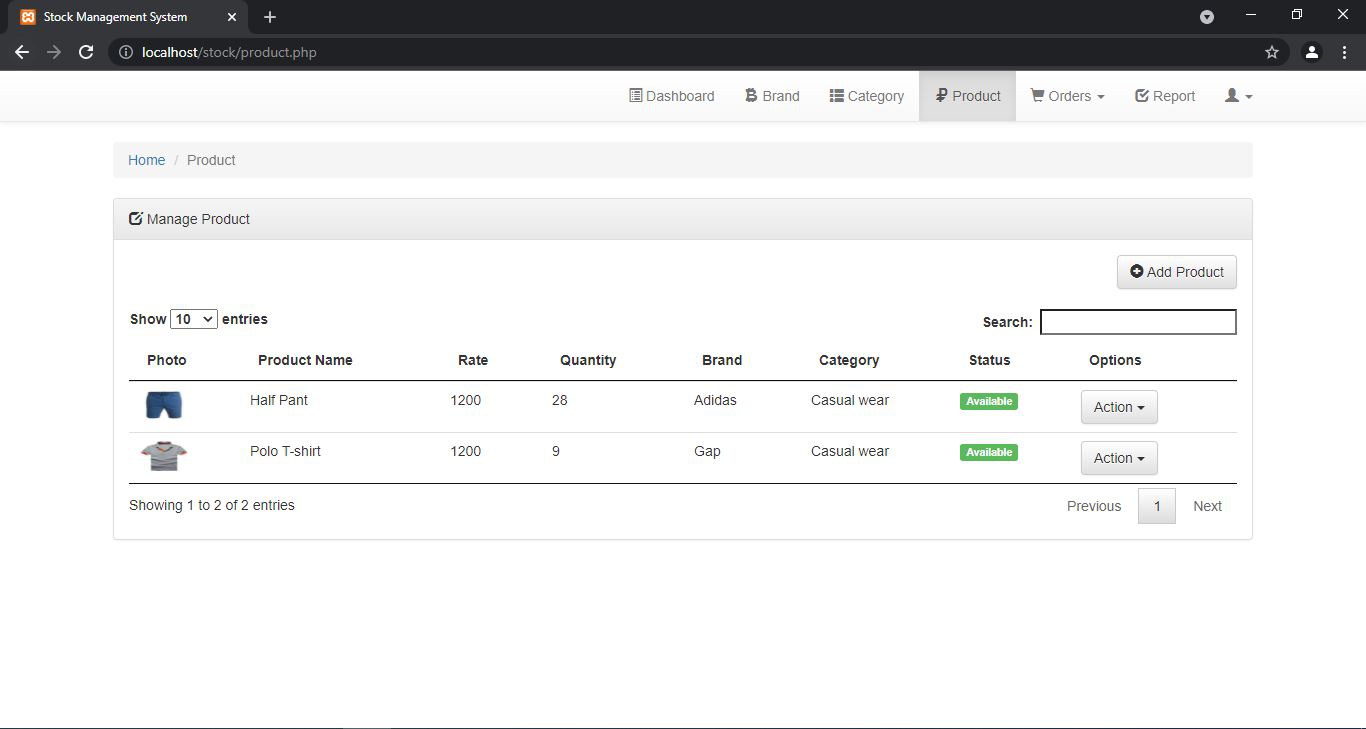 Stock Management System
localhost/stock/product.php
Dashboard Brand Category Product Orders Report
Home / Product
Manage Product
Add Product
Show 10 entries Search:
Photo Product Name Rate Quantity Brand Category Status Options
Half Pant 1200 28 Adidas Casual wear Available Action
Polo T-shirt 1200 9 Gap Casual wear Available Action
Showing 1 to 2 of 2 entries Previous 1 Next